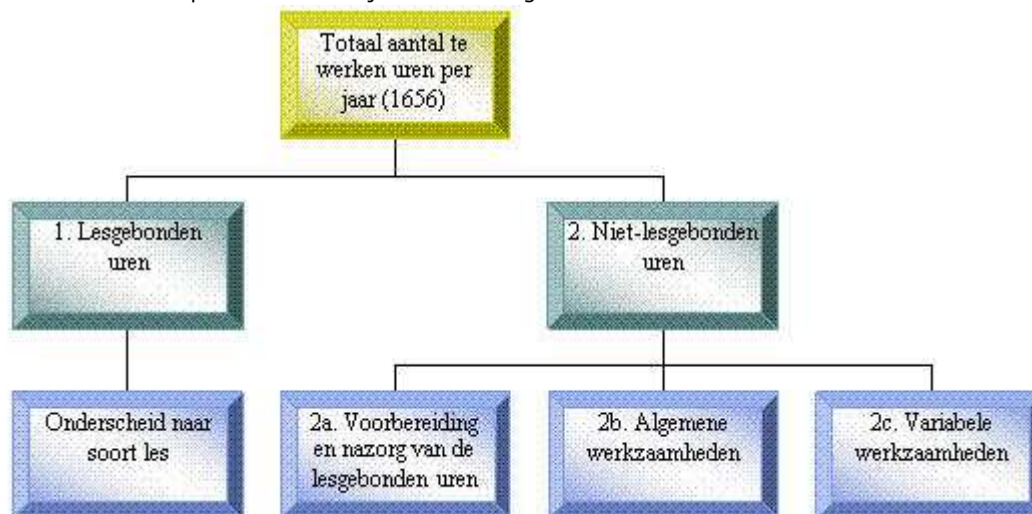 Totaal aantal te
werken uren per
jaar (1656)
1. Lesgebonden
uren
2. Niet-lesgebonden
uren
Onderscheid naar
soort les
2a. Voorbereiding
en nazorg van de
lesgebonden uren
2b. Algemene
werkzaamheden
2c. Variabele
werkzaamheden